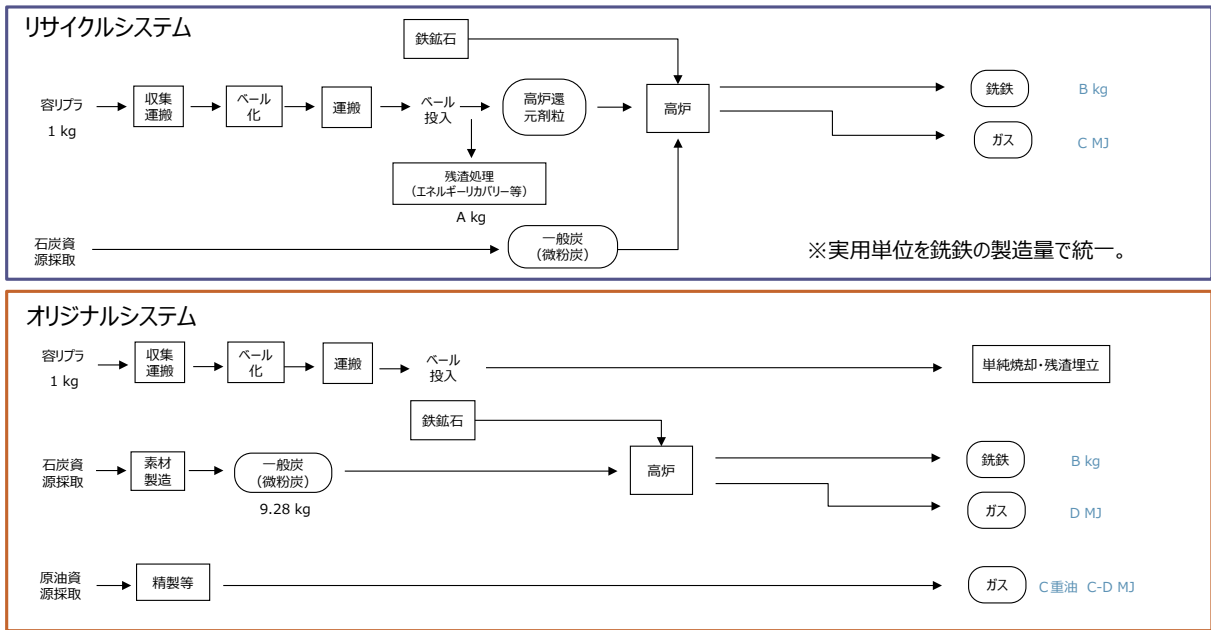 リサイクルシステム
鉄鉱石
容リプラ
1 kg
収集
運搬
ベール
化
運搬
ベール
投入
高炉還
元剤粒
高炉
銑鉄
B kg
ガス
C MJ
残渣処理
（エネルギーリカバリー等）
A kg
石炭資
源採取
一般炭
（微粉炭）
※実用単位を銑鉄の製造量で統一。
オリジナルシステム
容リプラ
1 kg
収集
運搬
ベール
化
運搬
ベール
投入
単純焼却・残渣埋立
鉄鉱石
石炭資
源採取
素材
製造
一般炭
（微粉炭）
9.28 kg
高炉
銑鉄
B kg
ガス
D MJ
原油資
源採取
精製等
ガス
C重油 C-D MJ